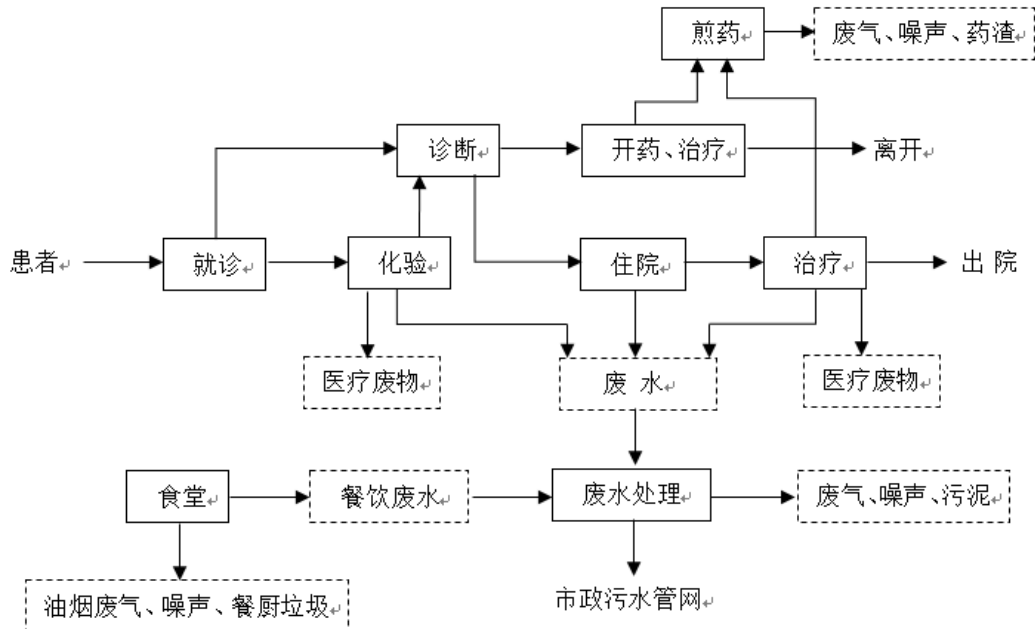 煎药
废气、噪声、药渣
诊断
开药、治疗
离开
患者
就诊
化验
住院
治疗
出 院
医疗废物
废 水
医疗废物
食堂
餐饮废水
废水处理
废气、噪声、污泥
油烟废气、噪声、餐厨垃圾
市政污水管网